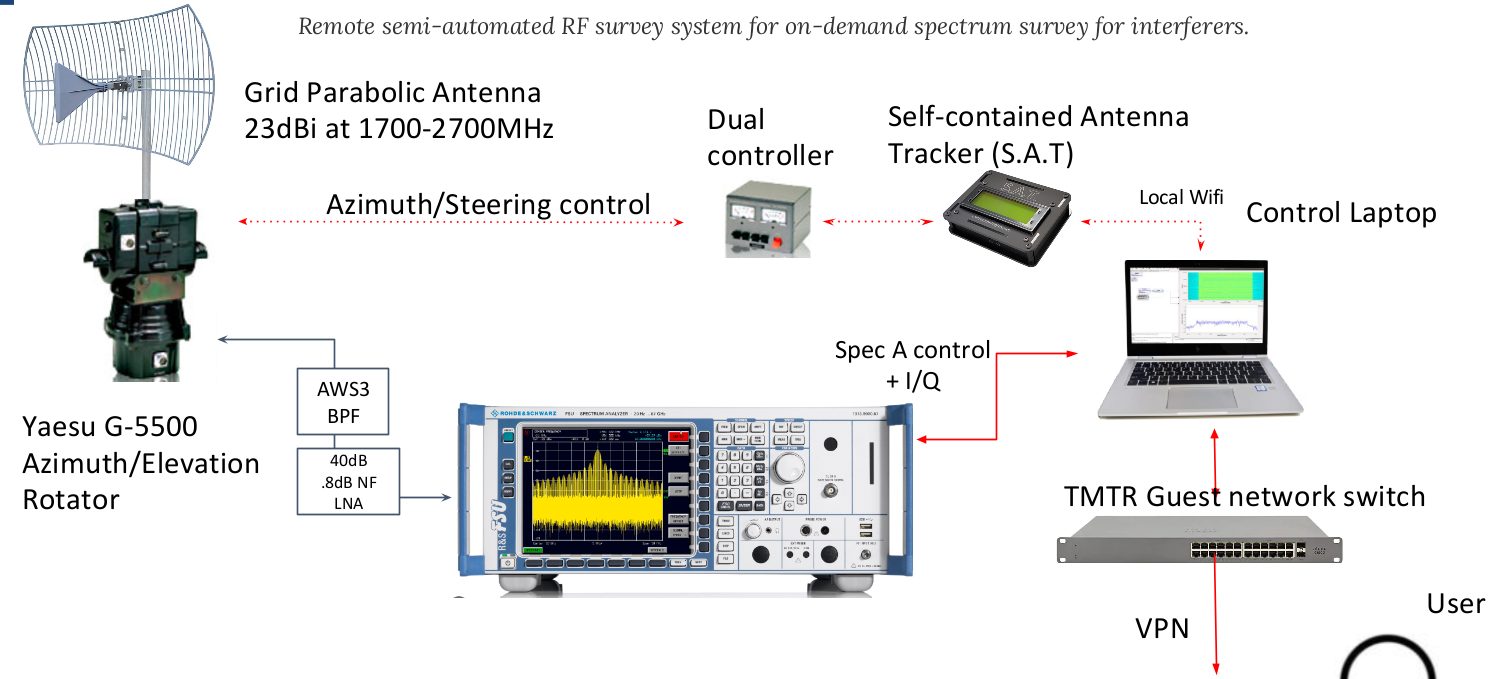 Remote semi-automated RF survey system for on-demand spectrum survey for interferers.
Grid Parabolic Antenna
23dBi at 1700-2700MHz
Dual
controller
Self-contained Antenna
Tracker (S.A.T)
Azimuth/Steering control
Local Wifi
Control Laptop
S.A.T.
Spec A control
+ I/Q
AWS3
BPF
40dB
.8dB NF
LNA
Yaesu G-5500
Azimuth/Elevation
Rotator
ROHDE&SCHWARZ FSU SPECTRUM ANALYZER
R&S FSU
TMTR Guest network switch
VPN
User